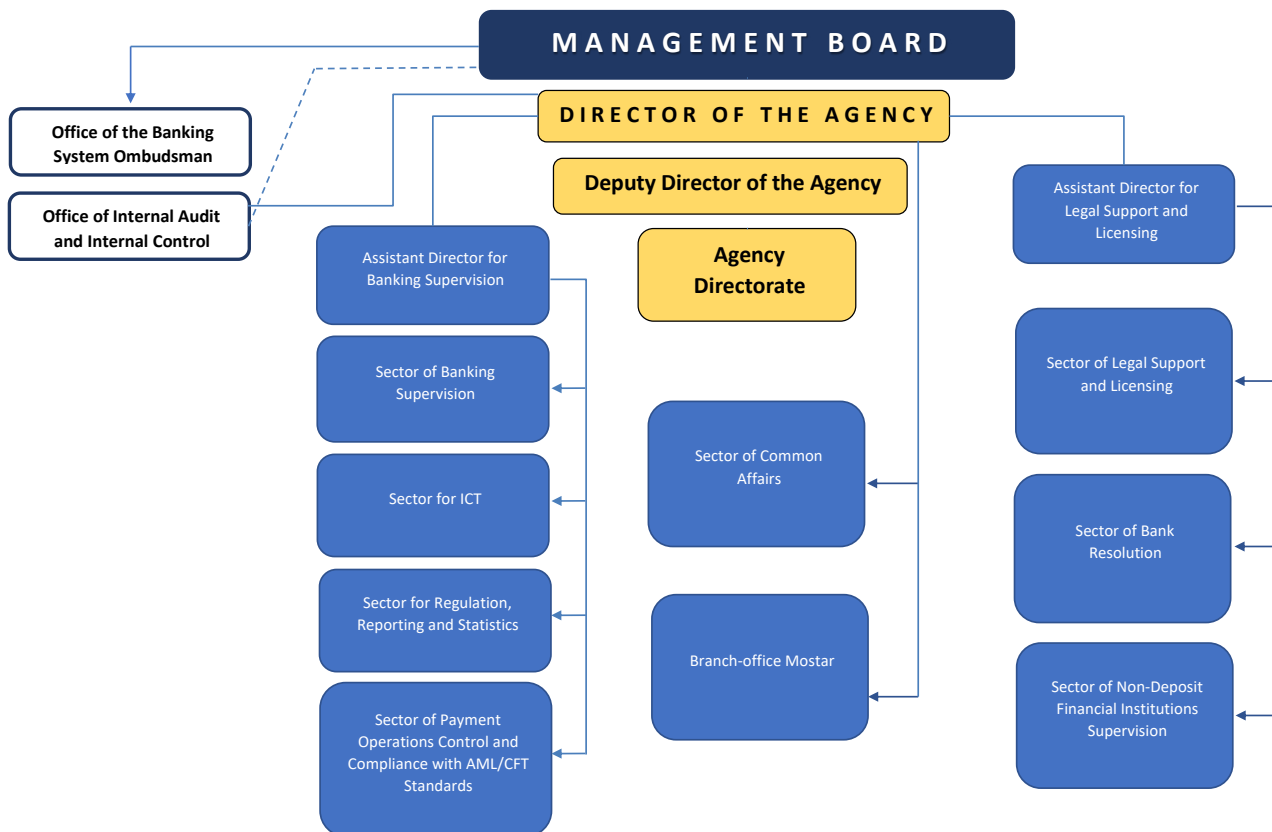 MANAGEMENT BOARD
DIRECTOR OF THE AGENCY
Office of the Banking
System Ombudsman
Deputy Director of the Agency
Office of Internal Audit
and Internal Control
Assistant Director for
Legal Support and
Licensing
Assistant Director for
Banking Supervision
Agency
Directorate
Sector of Banking
Supervision
Sector of Legal Support
and Licensing
Sector of Common
Affairs
Sector for ICT
Sector of Bank
Resolution
Sector for Regulation,
Reporting and Statistics
Branch-office Mostar
Sector of Non-Deposit
Financial Institutions
Supervision
Sector of Payment
Operations Control and
Compliance with AML/CFT
Standards